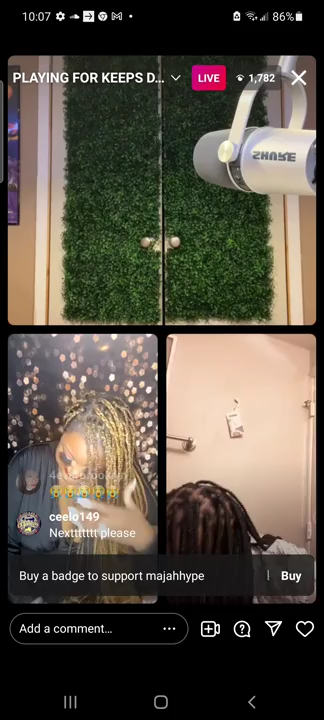 10:07
86%
PLAYING FOR KEEPS D...
LIVE
1,782
SHURE
ceelo149
Nexttttttt please
Buy a badge to support majahhype
Buy
Add a comment...